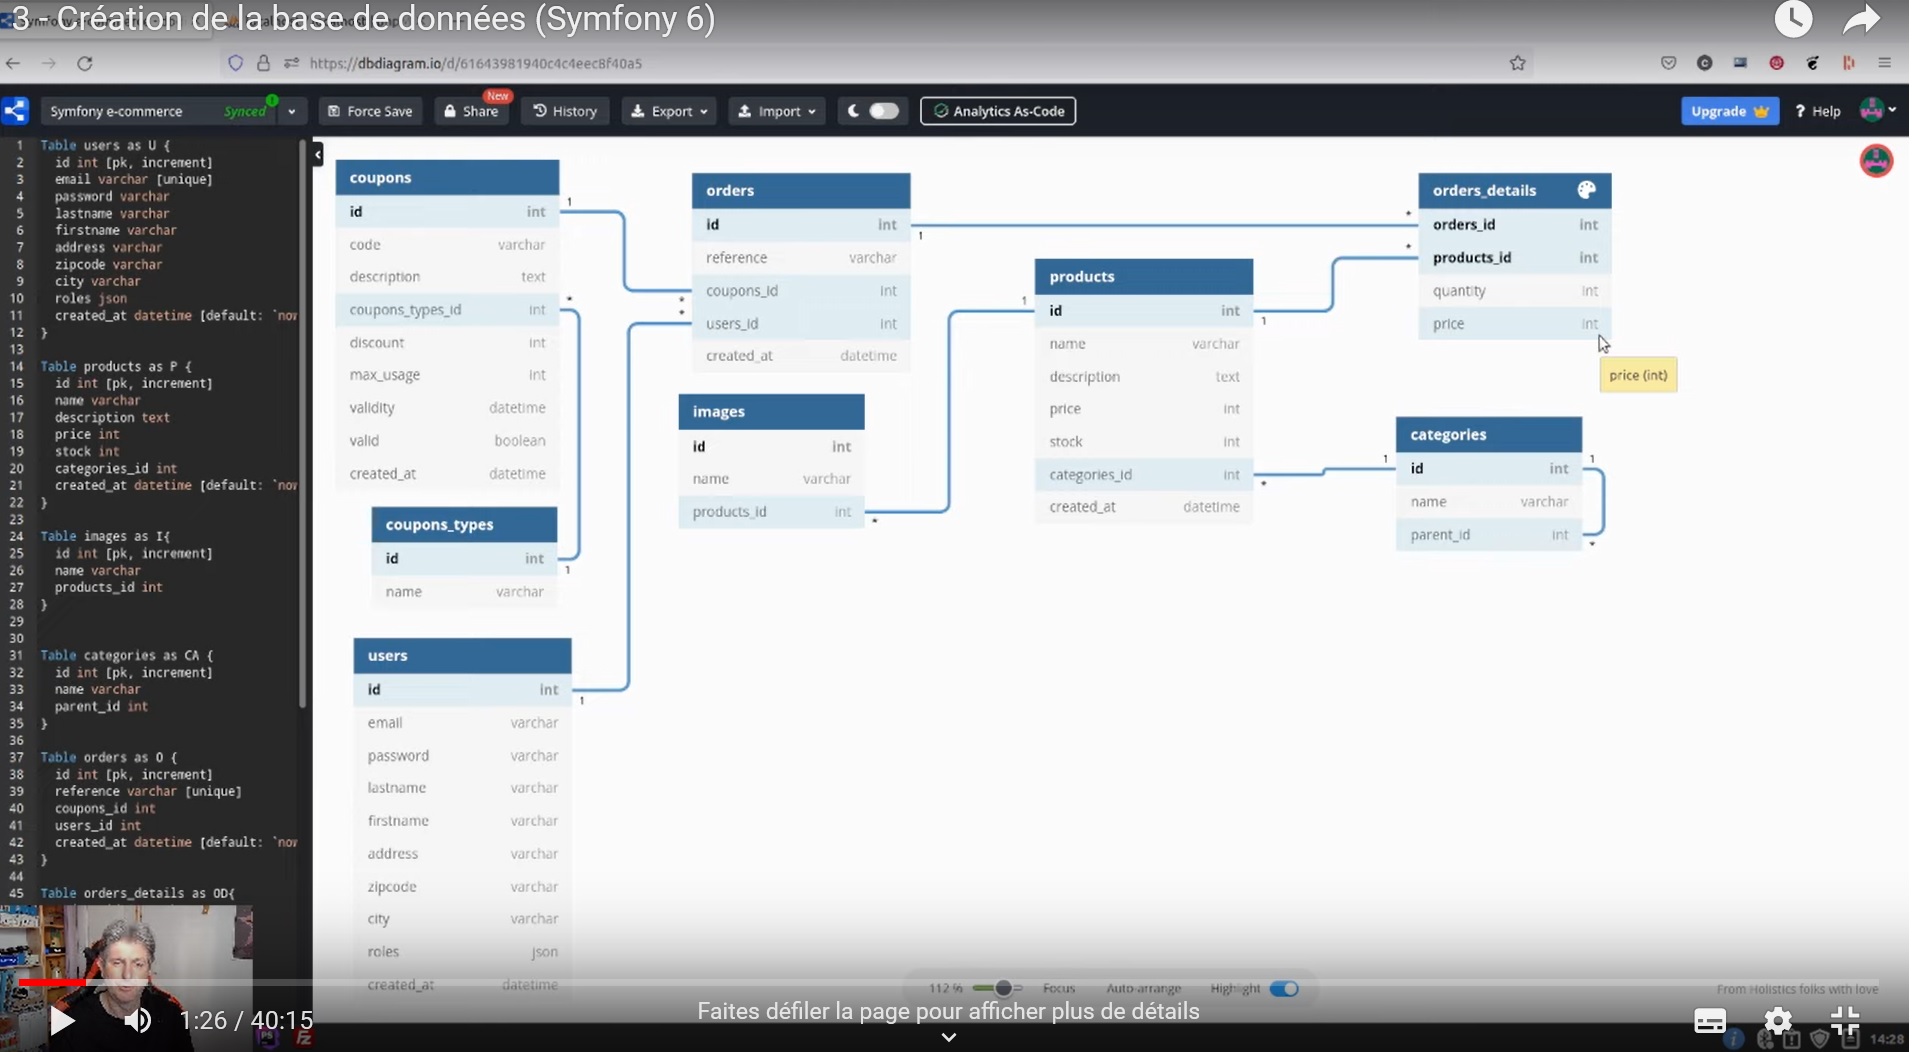 3 - Création de la base de données (Symfony 6)
https://dbdiagram.io/d/61643981940c4c4eec8f40a5
Symfony e-commerce
Synced
1
Force Save
Share
New
History
Export
Import
Analytics As-Code
Upgrade
? Help
1 Table users as U {
2 id int [pk, increment]
3 email varchar [unique]
4 password varchar
5 lastname varchar
6 firstname varchar
7 address varchar
8 zipcode varchar
9 city varchar
10 roles json
11 created_at datetime [default: `now
12 }
13
14 Table products as P {
15 id int [pk, increment]
16 name varchar
17 description text
18 price int
19 stock int
20 categories_id int
21 created_at datetime [default: `now
22 }
23
24 Table images as I{
25 id int [pk, increment]
26 name varchar
27 products_id int
28 }
29
30
31 Table categories as CA {
32 id int [pk, increment]
33 name varchar
34 parent_id int
35 }
36
37 Table orders as O {
38 id int [pk, increment]
39 reference varchar [unique]
40 coupons_id int
41 users_id int
42 created_at datetime [default: `now
43 }
44
45 Table orders_details as OD{
coupons
id int
1
code varchar
description text
coupons_types_id int
*
discount int
max_usage int
validity datetime
valid boolean
created_at datetime
coupons_types
id int
1
name varchar
users
id int
1
email varchar
password varchar
lastname varchar
firstname varchar
address varchar
zipcode varchar
city varchar
roles json
created_at datetime
orders
id int
1
reference varchar
* coupons_id int
* users_id int
created_at datetime
images
id int
name varchar
products_id int
*
products
1 id int
1
name varchar
description text
price int
stock int
categories_id int
*
created_at datetime
orders_details
* orders_id int
* products_id int
quantity int
price int
price (int)
categories
1 id int 1
name varchar
parent_id int
*
112 %
Focus
Auto-arrange
Highlight
From Holistics folks with love
1:26 / 40:15
Faites défiler la page pour afficher plus de détails
PS
FZ
14:28